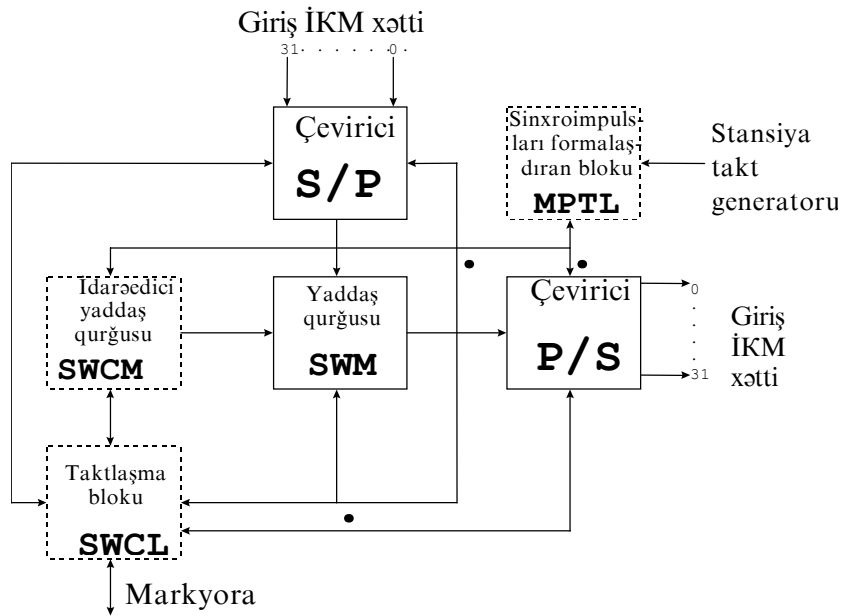 Giriş İKM xətti
31. . . . . . 0.
Çevirici
S/P
Sinxroimpuls-
ları formalaş-
dıran bloku
MPTL
Stansiya
takt
generatoru
İdarəedici
yaddaş
qurğusu
SWCM
Yaddaş
qurğusu
SWM
Çevirici
P/S
0
.
.
.
.
31
Giriş
İKM
xətti
Taktlaşma
bloku
SWCL
Markyora